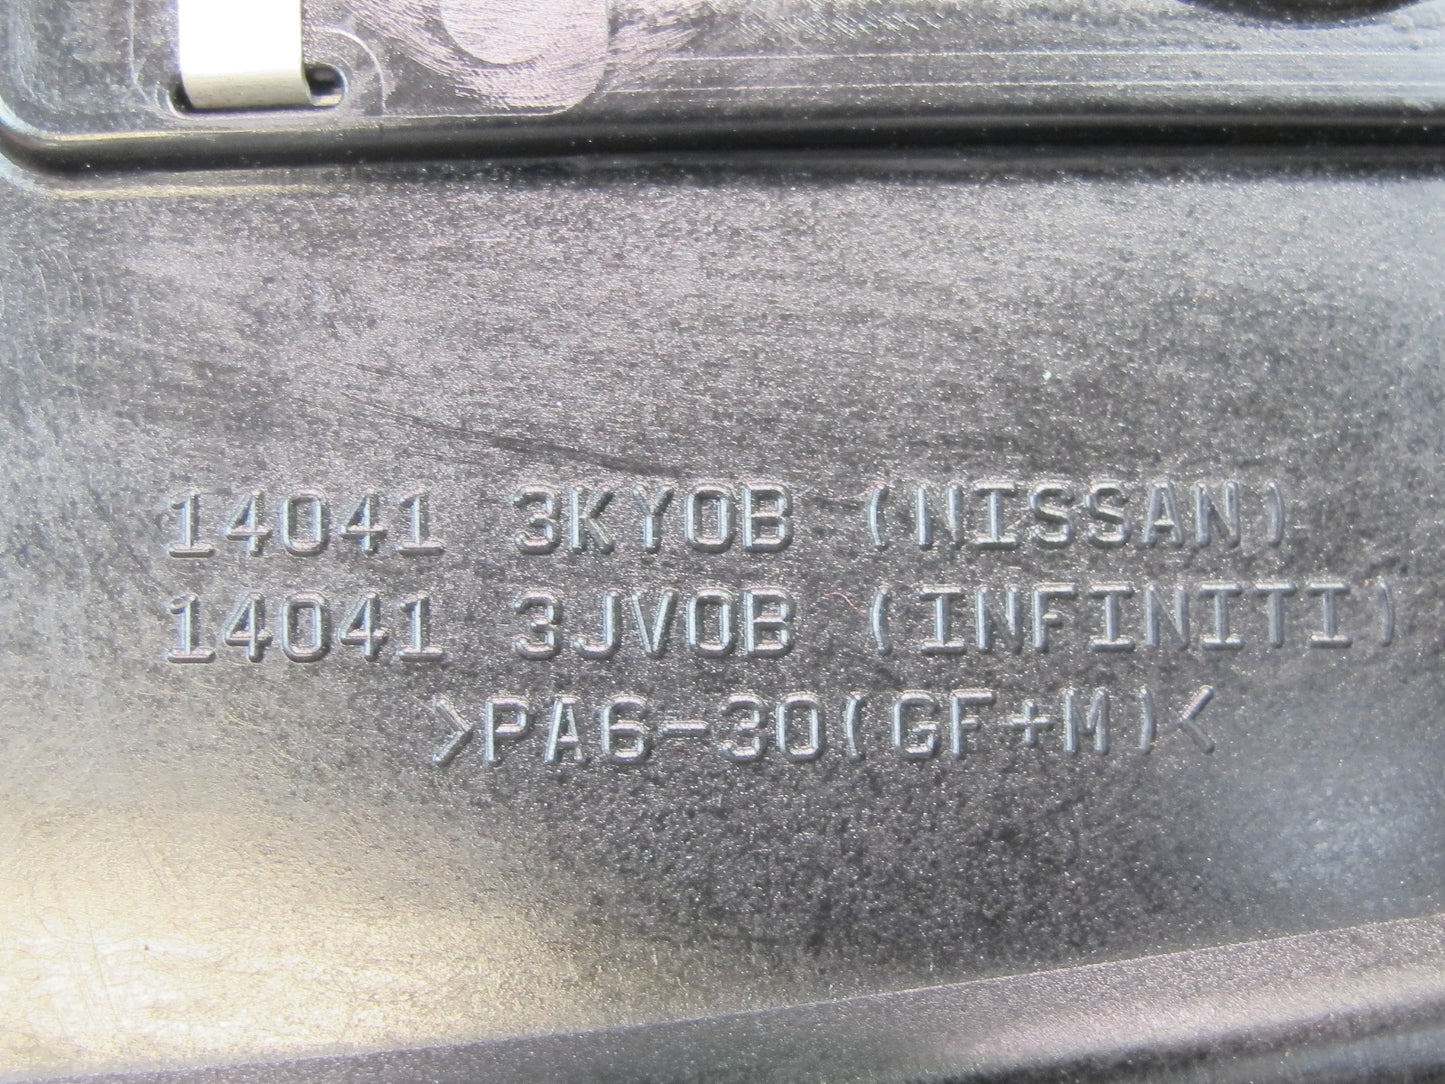 14041 3KY0B (NISSAN)
14041 3JV0B (INFINITI)
>PA6-30(GF+M)<